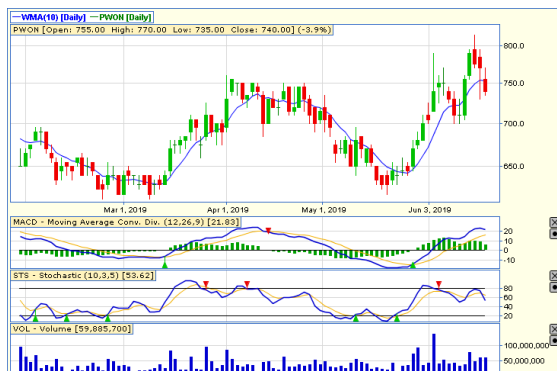 WMA(10) [Daily] PWON [Daily]
PWON [Open: 755.00 High: 770.00 Low: 735.00 Close: 740.00] (-3.9%)
800.0
750.0
700.0
650.0
Mar 1, 2019 Apr 1, 2019 May 1, 2019 Jun 3, 2019
MACD - Moving Average Conv. Div. (12,26,9) [21.83]
20
10
0
-10
STS - Stochastic (10,3,5) [53.62]
80
60
40
20
VOL - Volume [59,885,700]
100,000,000
50,000,000